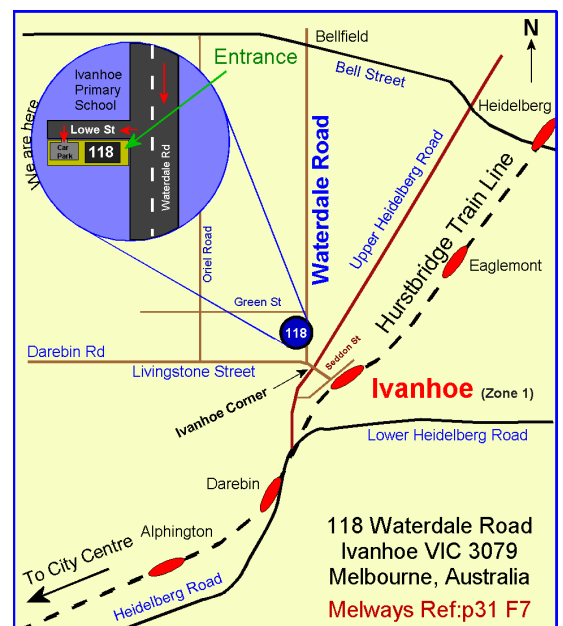 Bellfield
N
Bell Street
Heidelberg
Entrance
Ivanhoe
Primary
School
We are here
Lowe St
Car
Park
118
Waterdale Rd
Waterdale Road
Upper Heidelberg Road
Hurstbridge Train Line
Eaglemont
Oriel Road
Green St
118
Seddon St
Darebin Rd
Livingstone Street
Ivanhoe Corner
Ivanhoe (Zone 1)
Lower Heidelberg Road
Darebin
Alphington
To City Centre
Heidelberg Road
118 Waterdale Road
Ivanhoe VIC 3079
Melbourne, Australia
Melways Ref:p31 F7